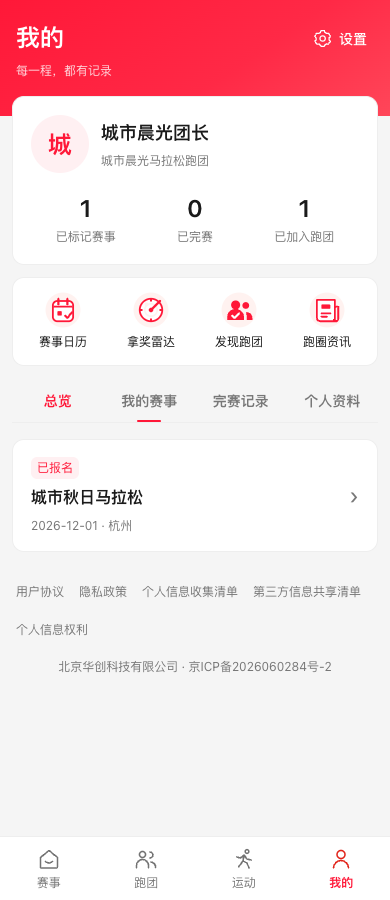 我的
设置
每一程，都有记录
城
城市晨光团长
城市晨光马拉松跑团
1 0 1
已标记赛事 已完赛 已加入跑团
赛事日历 拿奖雷达 发现跑团 跑圈资讯
总览 我的赛事 完赛记录 个人资料
已报名
城市秋日马拉松
2026-12-01 · 杭州
用户协议 隐私政策 个人信息收集清单 第三方信息共享清单
个人信息权利
北京华创科技有限公司 · 京ICP备2026060284号-2
赛事 跑团 运动 我的